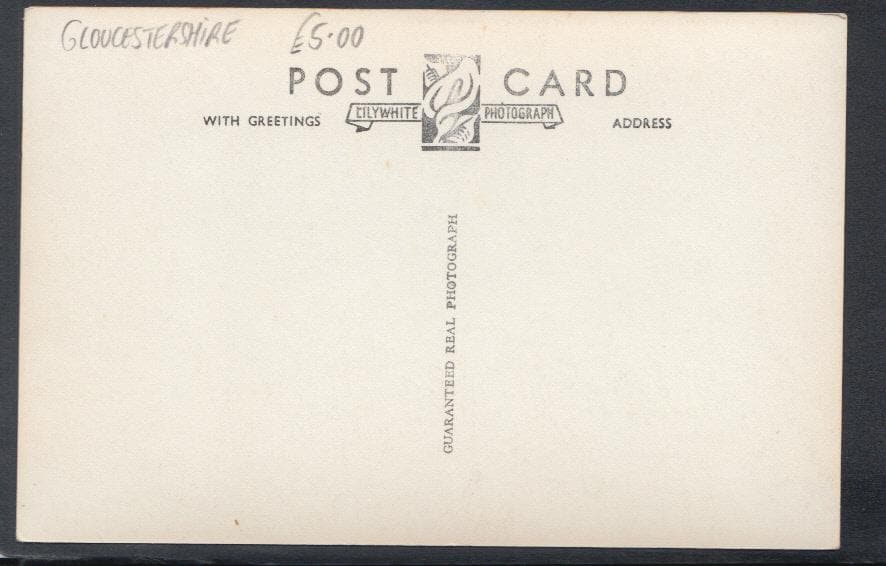 GLOUCESTERSHIRE £5.00
POST CARD
WITH GREETINGS LILYWHITE PHOTOGRAPH ADDRESS
GUARANTEED REAL PHOTOGRAPH